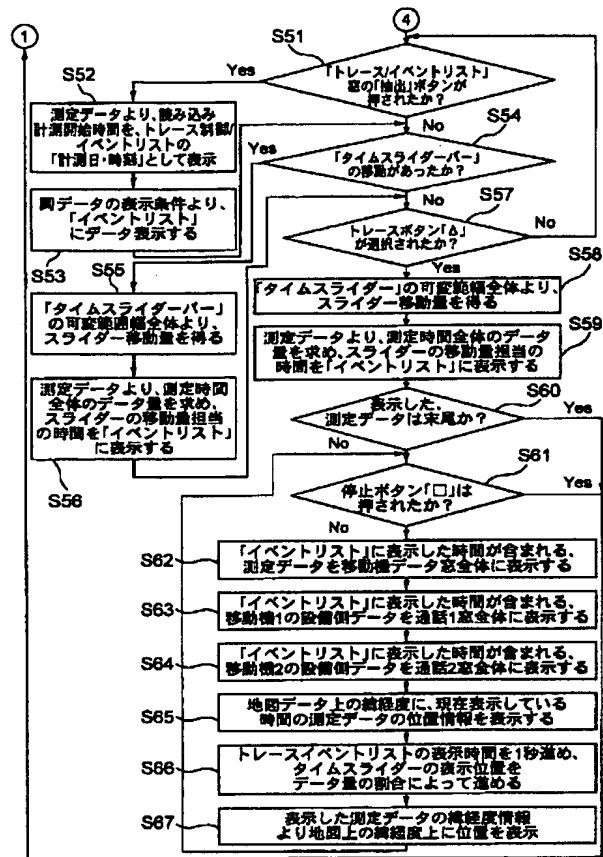 1
4
S51
「トレース/イベントリスト」
窓の「抽出」ボタンが
押されたか?
Yes
No
S52
測定データより、読み込み
計測開始時間を、トレース制御/
イベントリストの
「計測日・時刻」として表示
S53
同データの表示条件より、
「イベントリスト」
にデータ表示する
S54
「タイムスライダーバー」
の移動があったか?
Yes
No
S55
「タイムスライダーバー」
の可変範囲幅全体より、
スライダー移動量を得る
S56
測定データより、測定時間
全体のデータ量を求め、
スライダーの移動量担当
の時間を「イベントリスト」
に表示する
S57
トレースボタン「Δ」
が選択されたか?
No
Yes
S58
「タイムスライダー」の可変範幅全体より、
スライダー移動量を得る
S59
測定データより、測定時間全体のデータ
量を求め、スライダーの移動量担当の
時間を「イベントリスト」に表示する
S60
表示した、
測定データは末尾か?
Yes
No
S61
停止ボタン「□」は
押されたか?
Yes
No
S62
「イベントリスト」に表示した時間が含まれる、
測定データを移動機データ窓全体に表示する
S63
「イベントリスト」に表示した時間が含まれる、
移動機1の設備側データを通話1窓全体に表示する
S64
「イベントリスト」に表示した時間が含まれる、
移動機2の設備側データを通話2窓全体に表示する
S65
地図データ上の緯経度に、現在表示している
時間の測定データの位置情報を表示する
S66
トレースイベントリストの表示時間を1秒進め、
タイムスライダーの表示位置を
データ量の割合によって進める
S67
表示した測定データの緯経度情報
より地図上の緯経度上に位置を表示